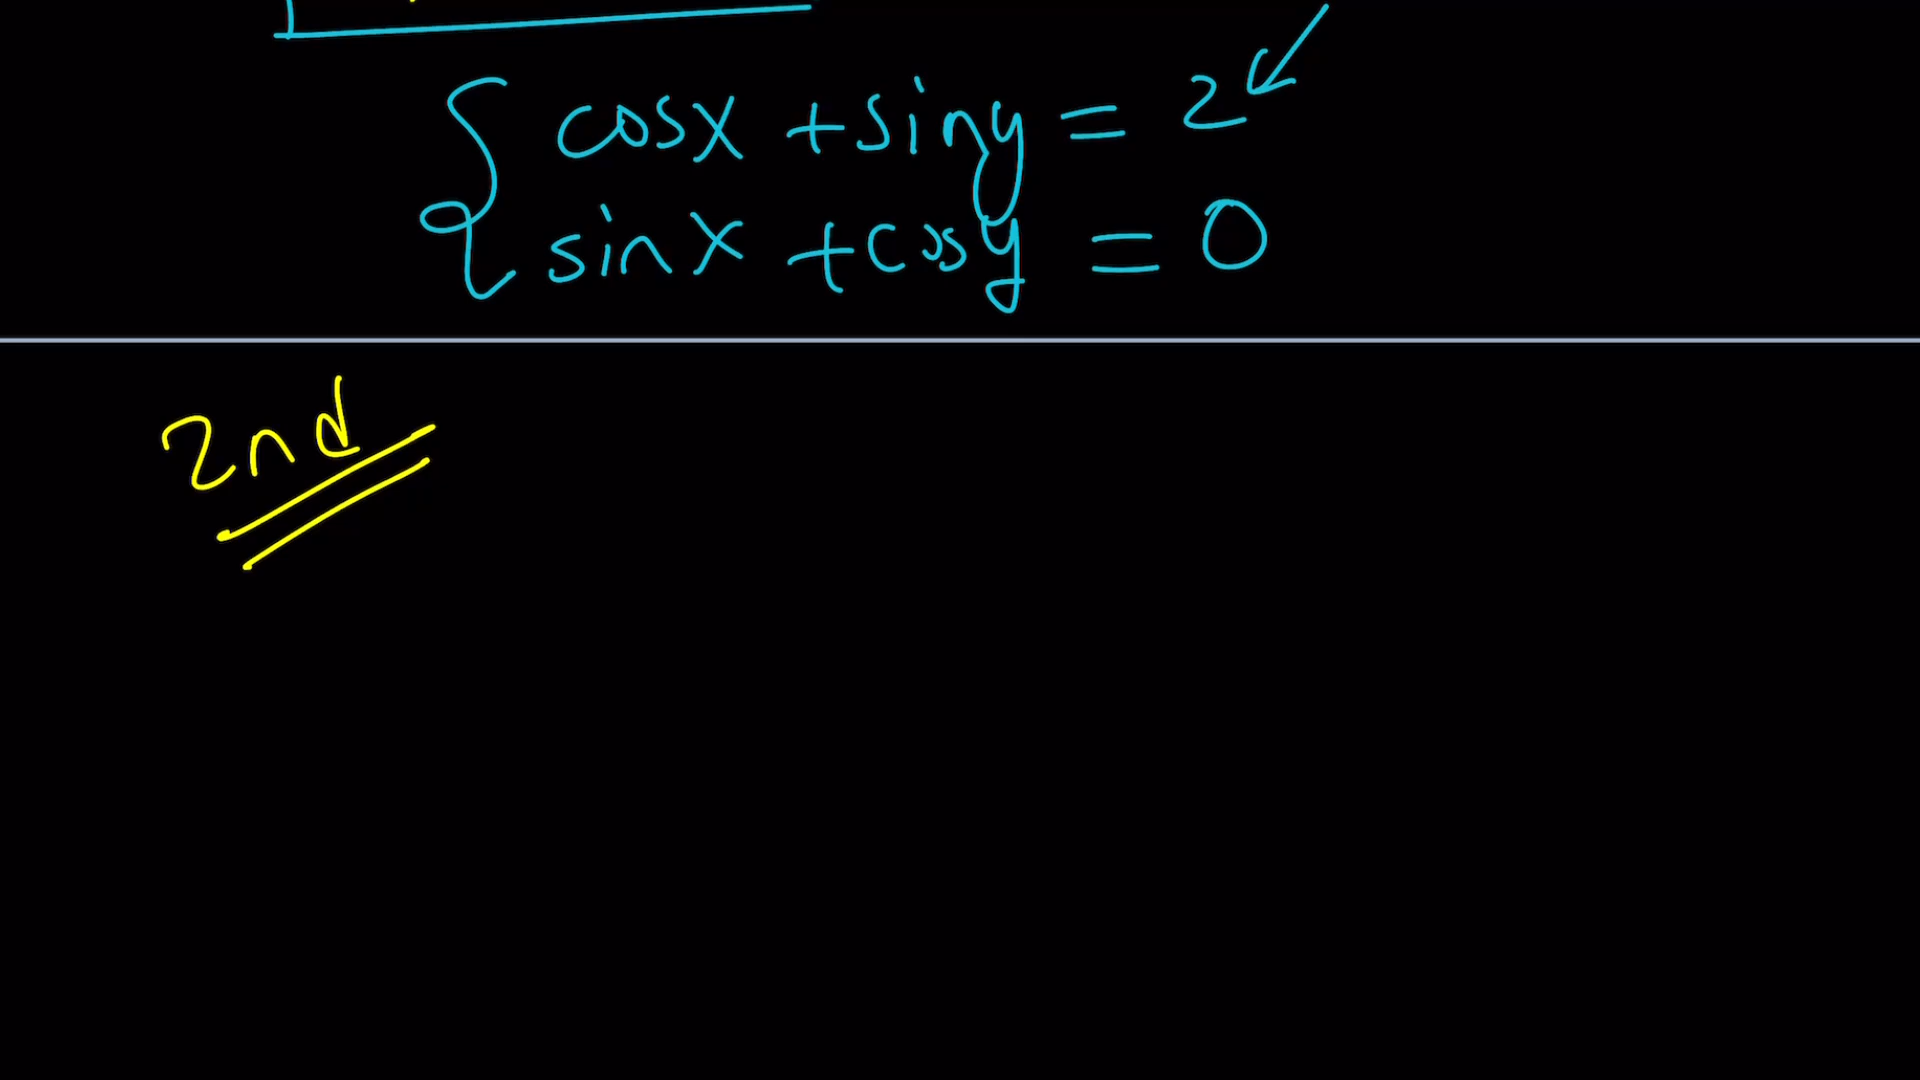 cosx + siny = 2
sinx + cosy = 0
2nd